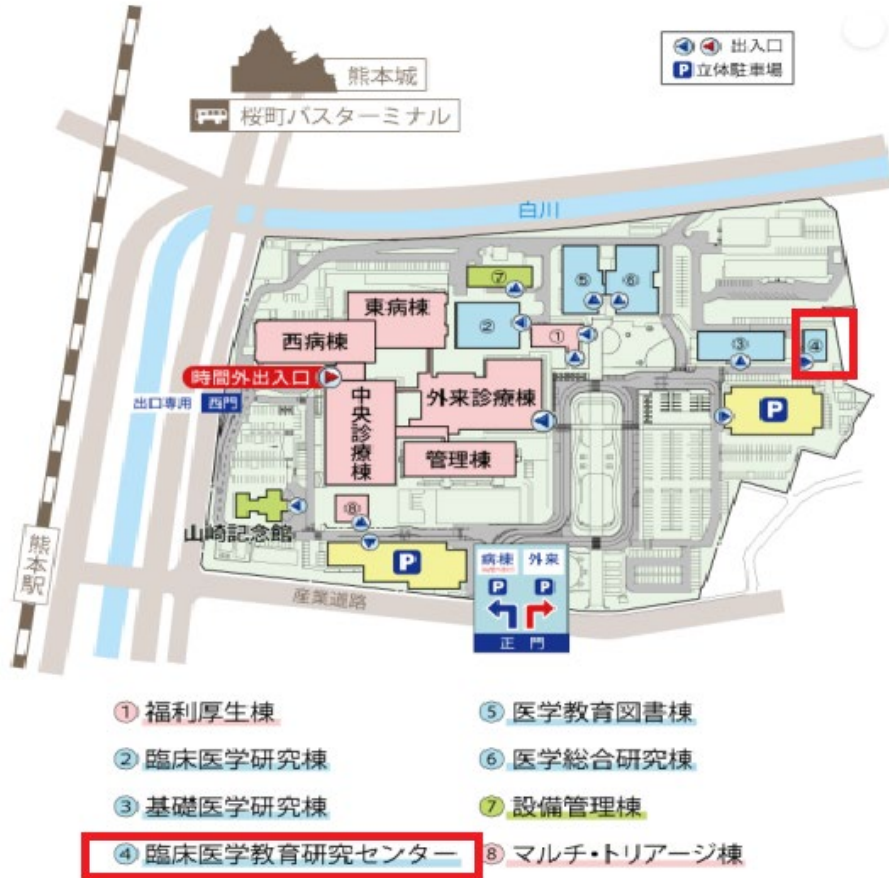 熊本城
桜町バスターミナル
出入口
P 立体駐車場
白川
⑦
⑤
⑥
東病棟
②
①
西病棟
③
④
時間外出入口
出口専用 西門
中央診療棟
外来診療棟
P
管理棟
⑧
山崎記念館
熊本駅
P
病棟 外来
P P
正門
産業道路
① 福利厚生棟
② 臨床医学研究棟
③ 基礎医学研究棟
④ 臨床医学教育研究センター
⑤ 医学教育図書棟
⑥ 医学総合研究棟
⑦ 設備管理棟
⑧ マルチ・トリアージ棟